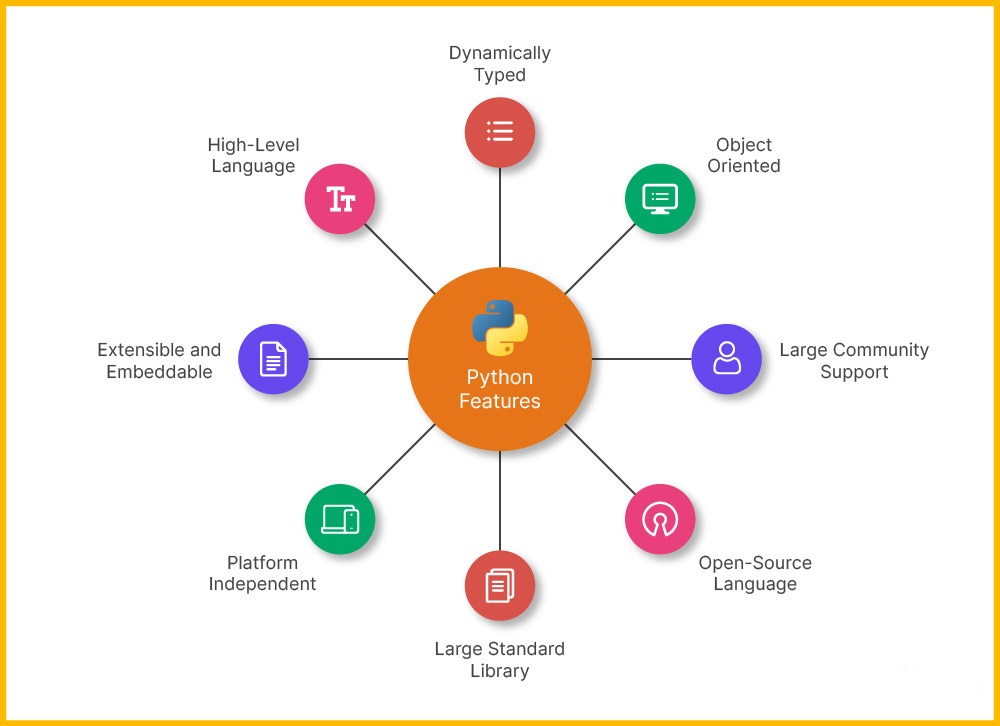 Dynamically
Typed
High-Level
Language
Object
Oriented
Extensible and
Embeddable
Python
Features
Large Community
Support
Platform
Independent
Open-Source
Language
Large Standard
Library